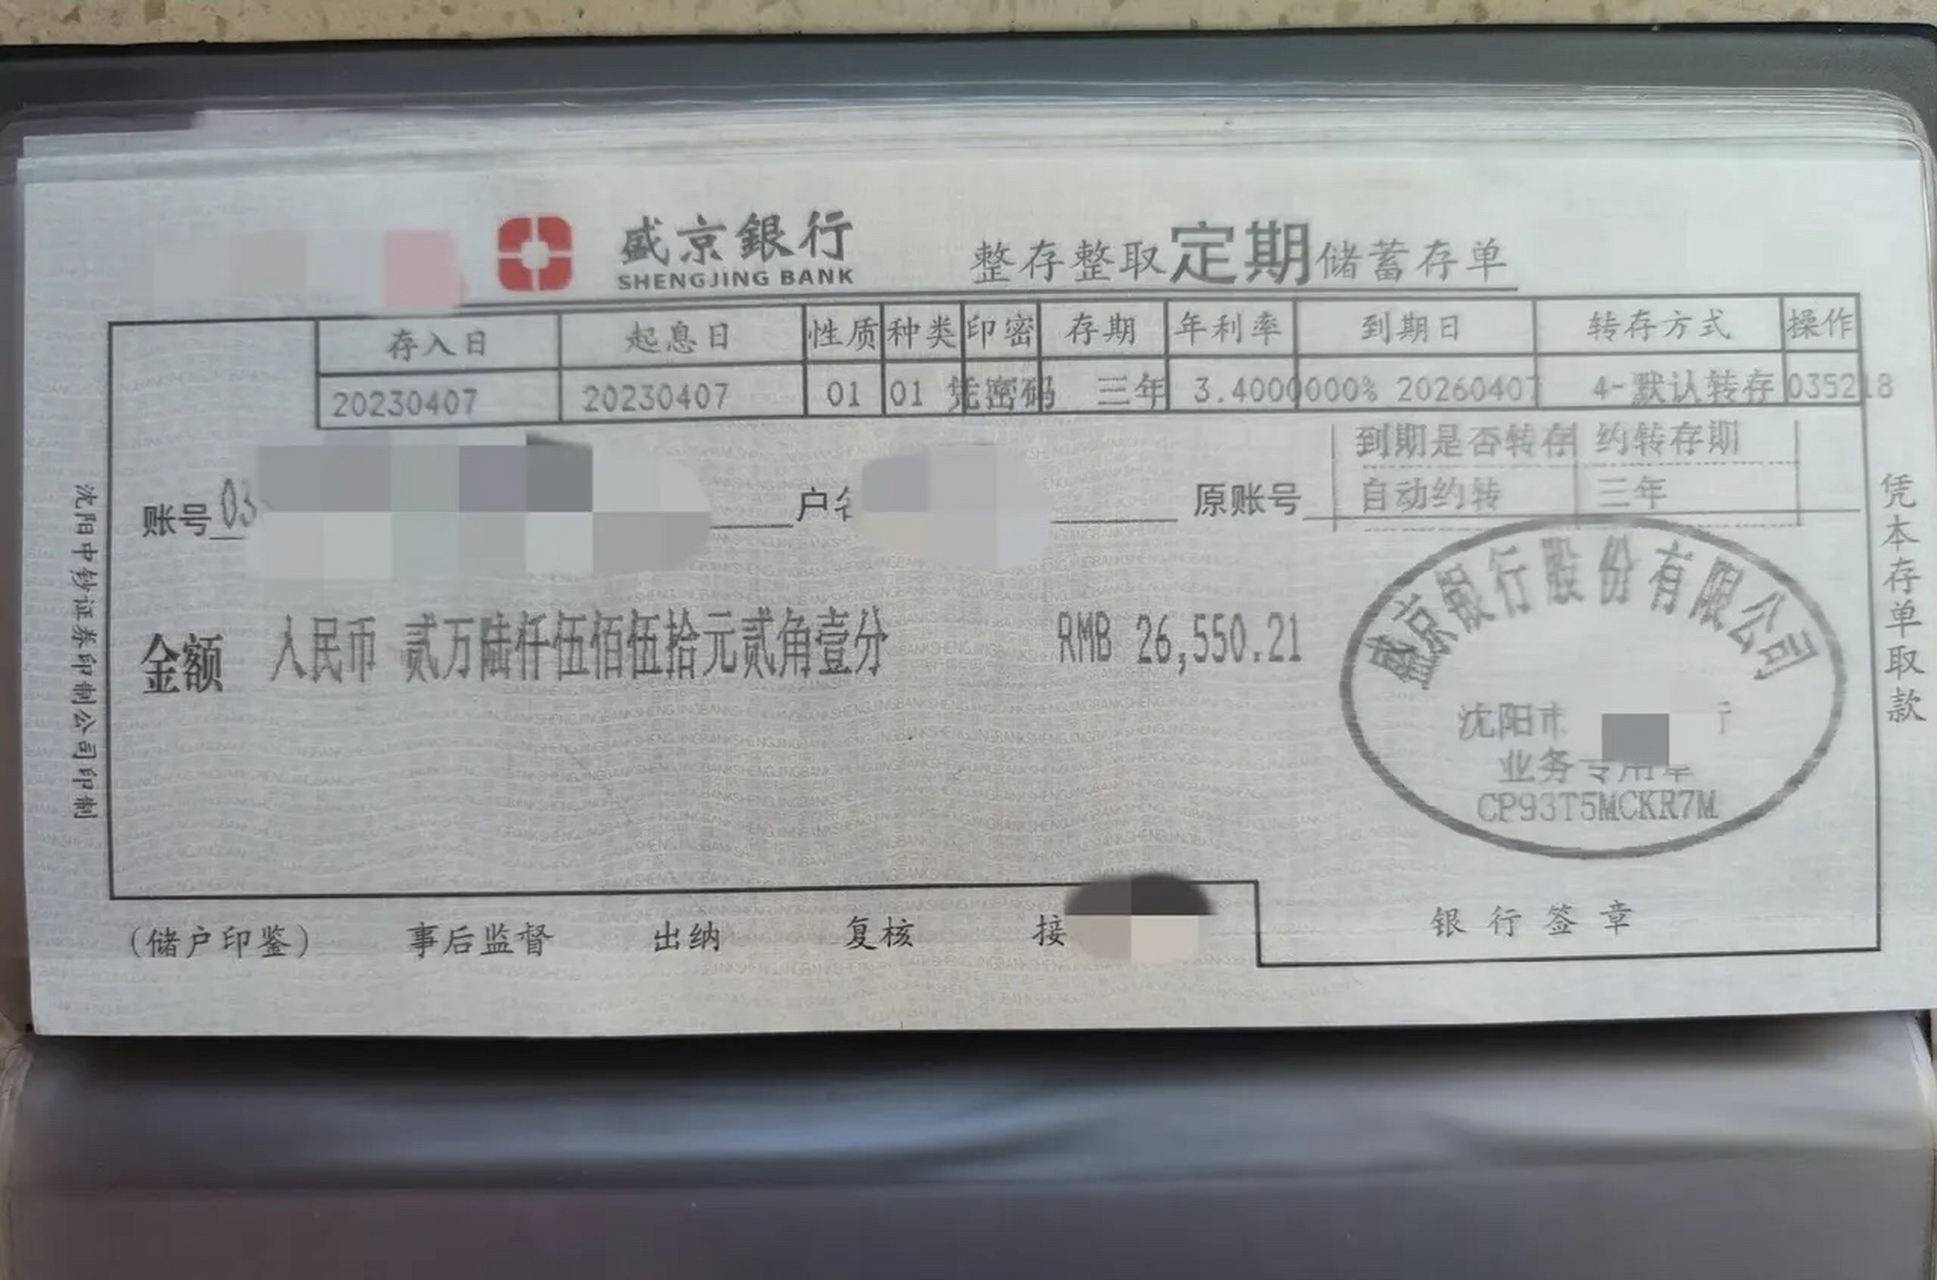 盛京銀行
SHENGJING BANK
整存整取定期储蓄存单
存入日 起息日 性质 种类 印密 存期 年利率 到期日 转存方式 操作
20230407 20230407 01 01 凭密码 三年 3.4000000% 20260407 4-默认转存 035218
到期是否转存 约转存期
自动约转 三年
账号 03 户名 原账号
金额 人民币 贰万陆仟伍佰伍拾元贰角壹分 RMB 26,550.21
盛京银行股份有限公司
沈阳市
业务专用章
CP93T5MCKR7M
(储户印鉴) 事后监督 出纳 复核 接 银行签章
沈阳中钞证券印制公司印制
凭本存单取款